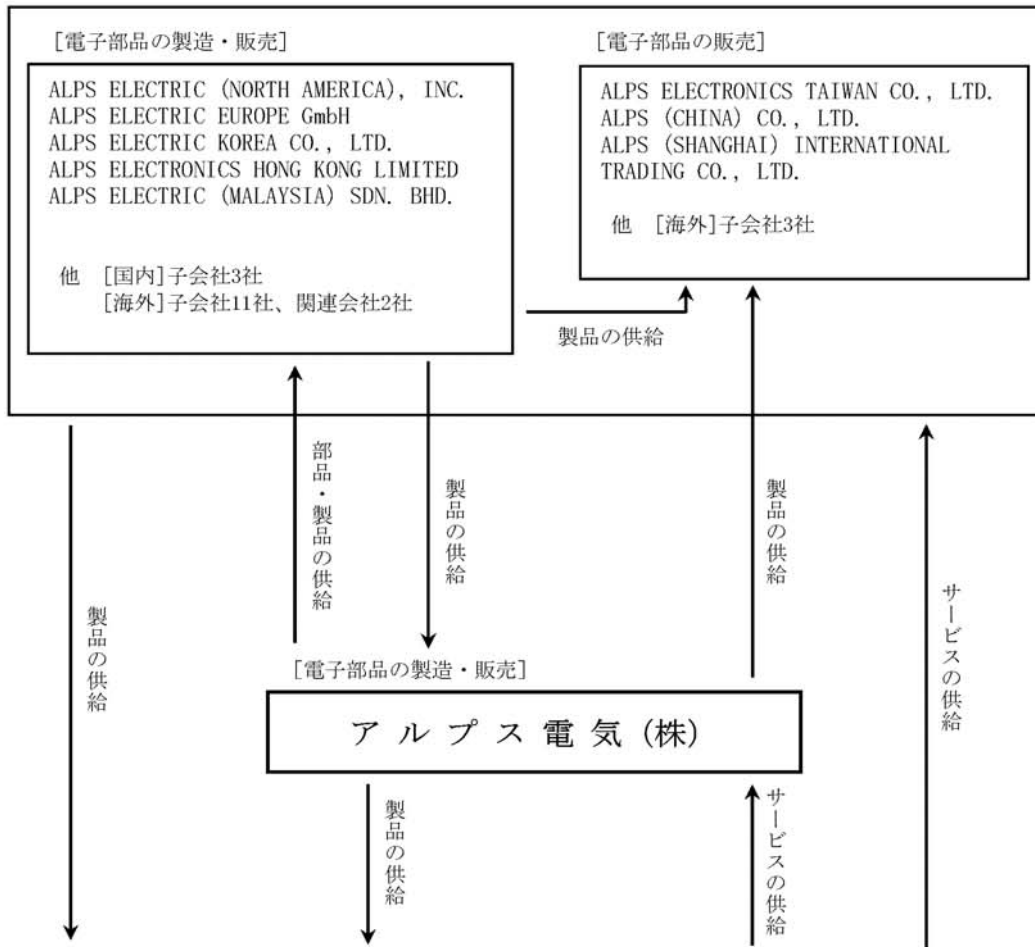 [電子部品の製造・販売]
ALPS ELECTRIC (NORTH AMERICA), INC.
ALPS ELECTRIC EUROPE GmbH
ALPS ELECTRIC KOREA CO., LTD.
ALPS ELECTRONICS HONG KONG LIMITED
ALPS ELECTRIC (MALAYSIA) SDN. BHD.
他 [国内]子会社3社
[海外]子会社11社、関連会社2社
[電子部品の販売]
ALPS ELECTRONICS TAIWAN CO., LTD.
ALPS (CHINA) CO., LTD.
ALPS (SHANGHAI) INTERNATIONAL
TRADING CO., LTD.
他 [海外]子会社3社
製品の供給
部品・製品の供給
製品の供給
製品の供給
製品の供給
サービスの供給
[電子部品の製造・販売]
アルプス電気(株)
製品の供給
サービスの供給